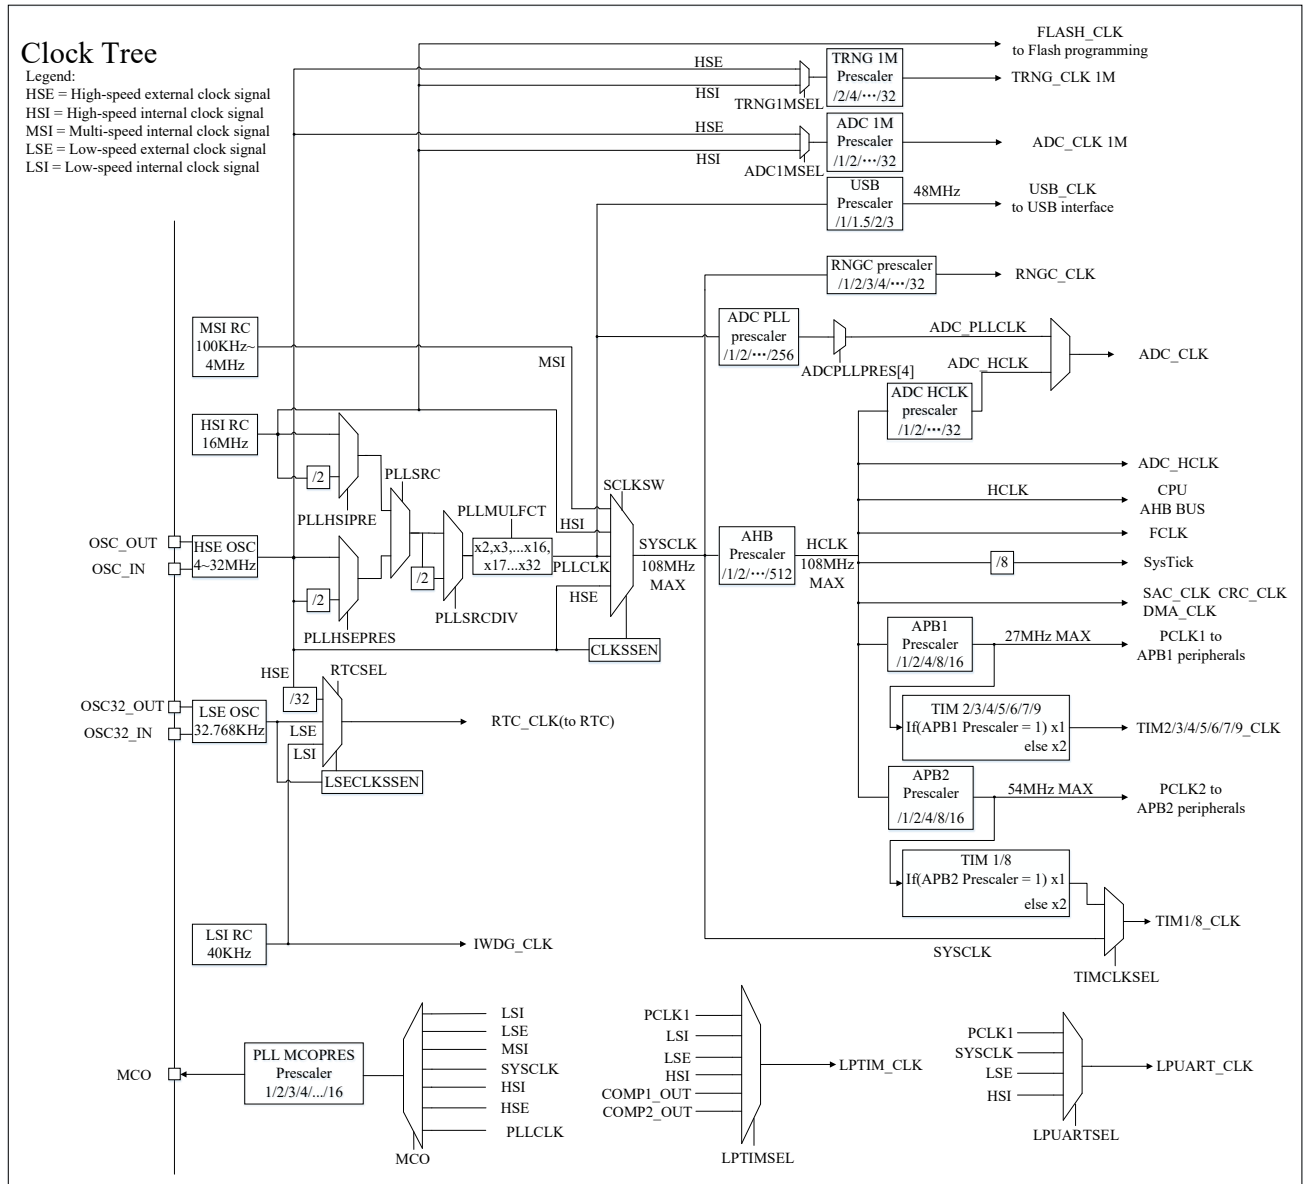 Clock Tree
Legend:
HSE = High-speed external clock signal
HSI = High-speed internal clock signal
MSI = Multi-speed internal clock signal
LSE = Low-speed external clock signal
LSI = Low-speed internal clock signal
FLASH_CLK
to Flash programming
HSE
HSI
TRNG1MSEL
TRNG 1M
Prescaler
/2/4/···/32
TRNG_CLK 1M
HSE
HSI
ADC1MSEL
ADC 1M
Prescaler
/1/2/···/32
ADC_CLK 1M
USB
Prescaler
/1/1.5/2/3
48MHz
USB_CLK
to USB interface
RNGC prescaler
/1/2/3/4/···/32
RNGC_CLK
MSI RC
100KHz~
4MHz
MSI
ADC PLL
prescaler
/1/2/···/256
ADCPLLPRES[4]
ADC_PLLCLK
ADC_HCLK
ADC_CLK
ADC HCLK
prescaler
/1/2/···/32
HSI RC
16MHz
/2
PLLHSIPRE
PLLSRC
PLLMULFCT
x2,x3,...x16,
x17...x32
PLLCLK
/2
PLLSRCDIV
SCLKSW
HSI
HSE
CLKSSEN
SYSCLK
108MHz
MAX
AHB
Prescaler
/1/2/···/512
HCLK
108MHz
MAX
ADC_HCLK
HCLK
CPU
AHB BUS
FCLK
/8
SysTick
SAC_CLK CRC_CLK
DMA_CLK
OSC_OUT
OSC_IN
HSE OSC
4~32MHz
/2
PLLHSEPRES
APB1
Prescaler
/1/2/4/8/16
27MHz MAX
PCLK1 to
APB1 peripherals
HSE
/32
RTCSEL
OSC32_OUT
OSC32_IN
LSE OSC
32.768KHz
LSE
LSI
LSECLKSSEN
RTC_CLK(to RTC)
TIM 2/3/4/5/6/7/9
If(APB1 Prescaler = 1) x1
else x2
TIM2/3/4/5/6/7/9_CLK
APB2
Prescaler
/1/2/4/8/16
54MHz MAX
PCLK2 to
APB2 peripherals
TIM 1/8
If(APB2 Prescaler = 1) x1
else x2
TIM1/8_CLK
SYSCLK
TIMCLKSEL
LSI RC
40KHz
IWDG_CLK
MCO
PLL MCOPRES
Prescaler
1/2/3/4/.../16
LSI
LSE
MSI
SYSCLK
HSI
HSE
PLLCLK
MCO
PCLK1
LSI
LSE
HSI
COMP1_OUT
COMP2_OUT
LPTIM_CLK
LPTIMSEL
PCLK1
SYSCLK
LSE
HSI
LPUART_CLK
LPUARTSEL